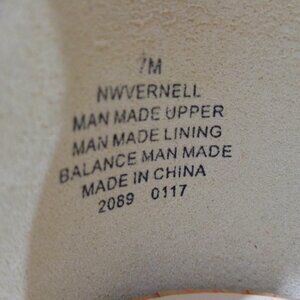 7M
NWVERNELL
MAN MADE UPPER
MAN MADE LINING
BALANCE MAN MADE
MADE IN CHINA
2089 0117